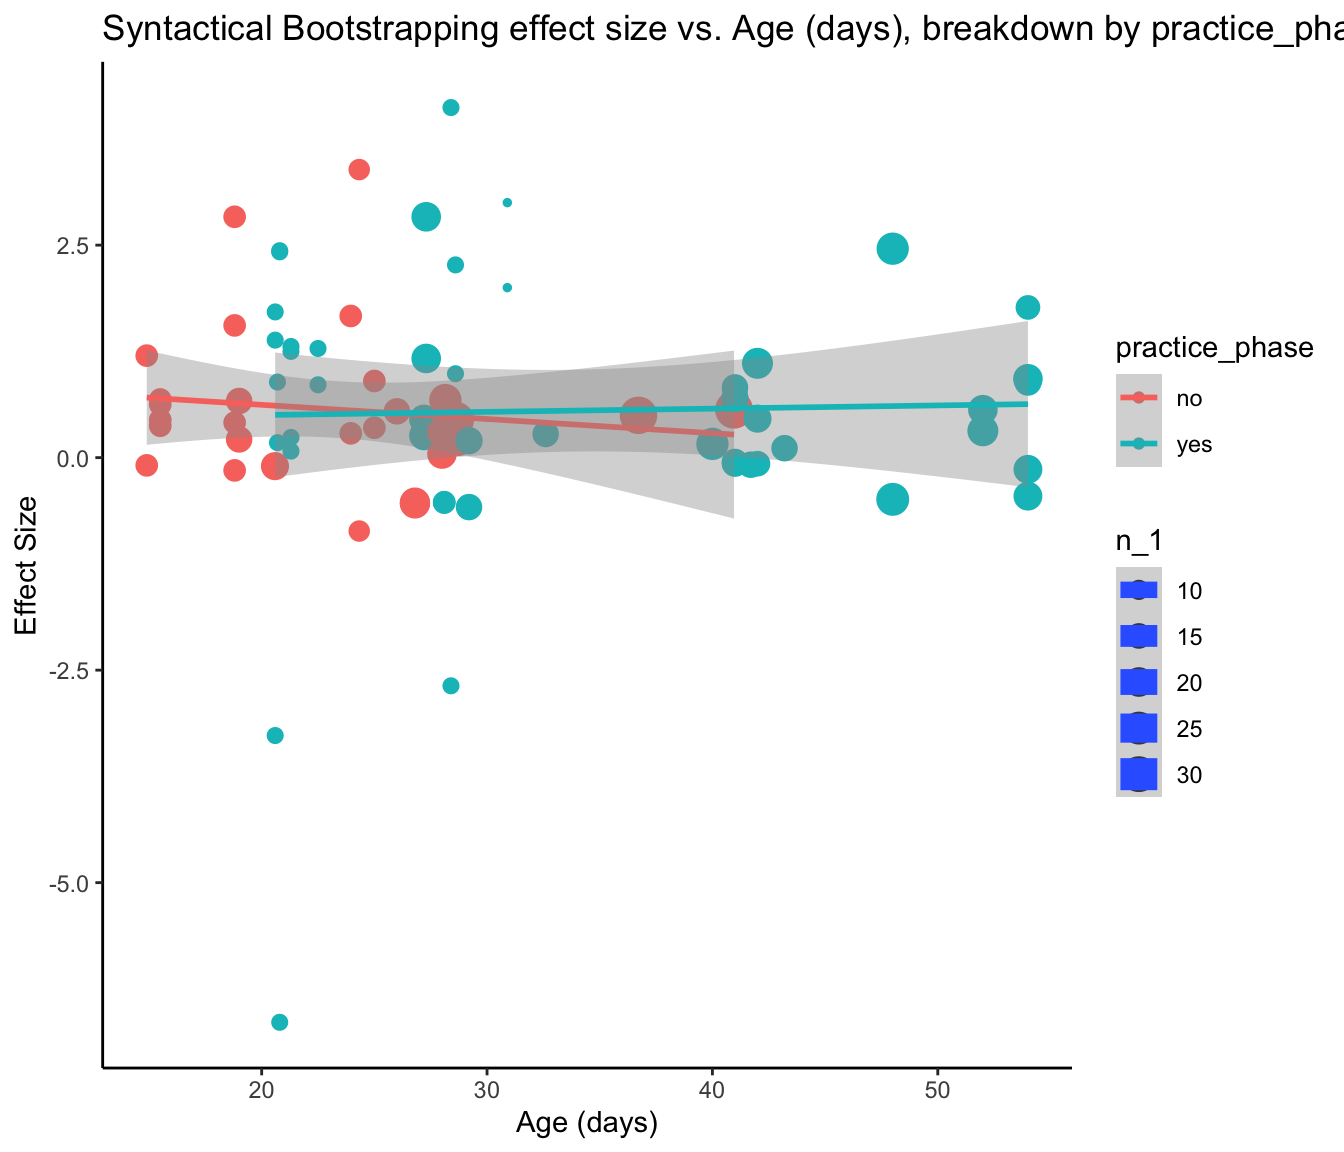 Syntactical Bootstrapping effect size vs. Age (days), breakdown by practice_pha
2.5
0.0
-2.5
-5.0
Effect Size
20
30
40
50
Age (days)
practice_phase
no
yes
n_1
10
15
20
25
30